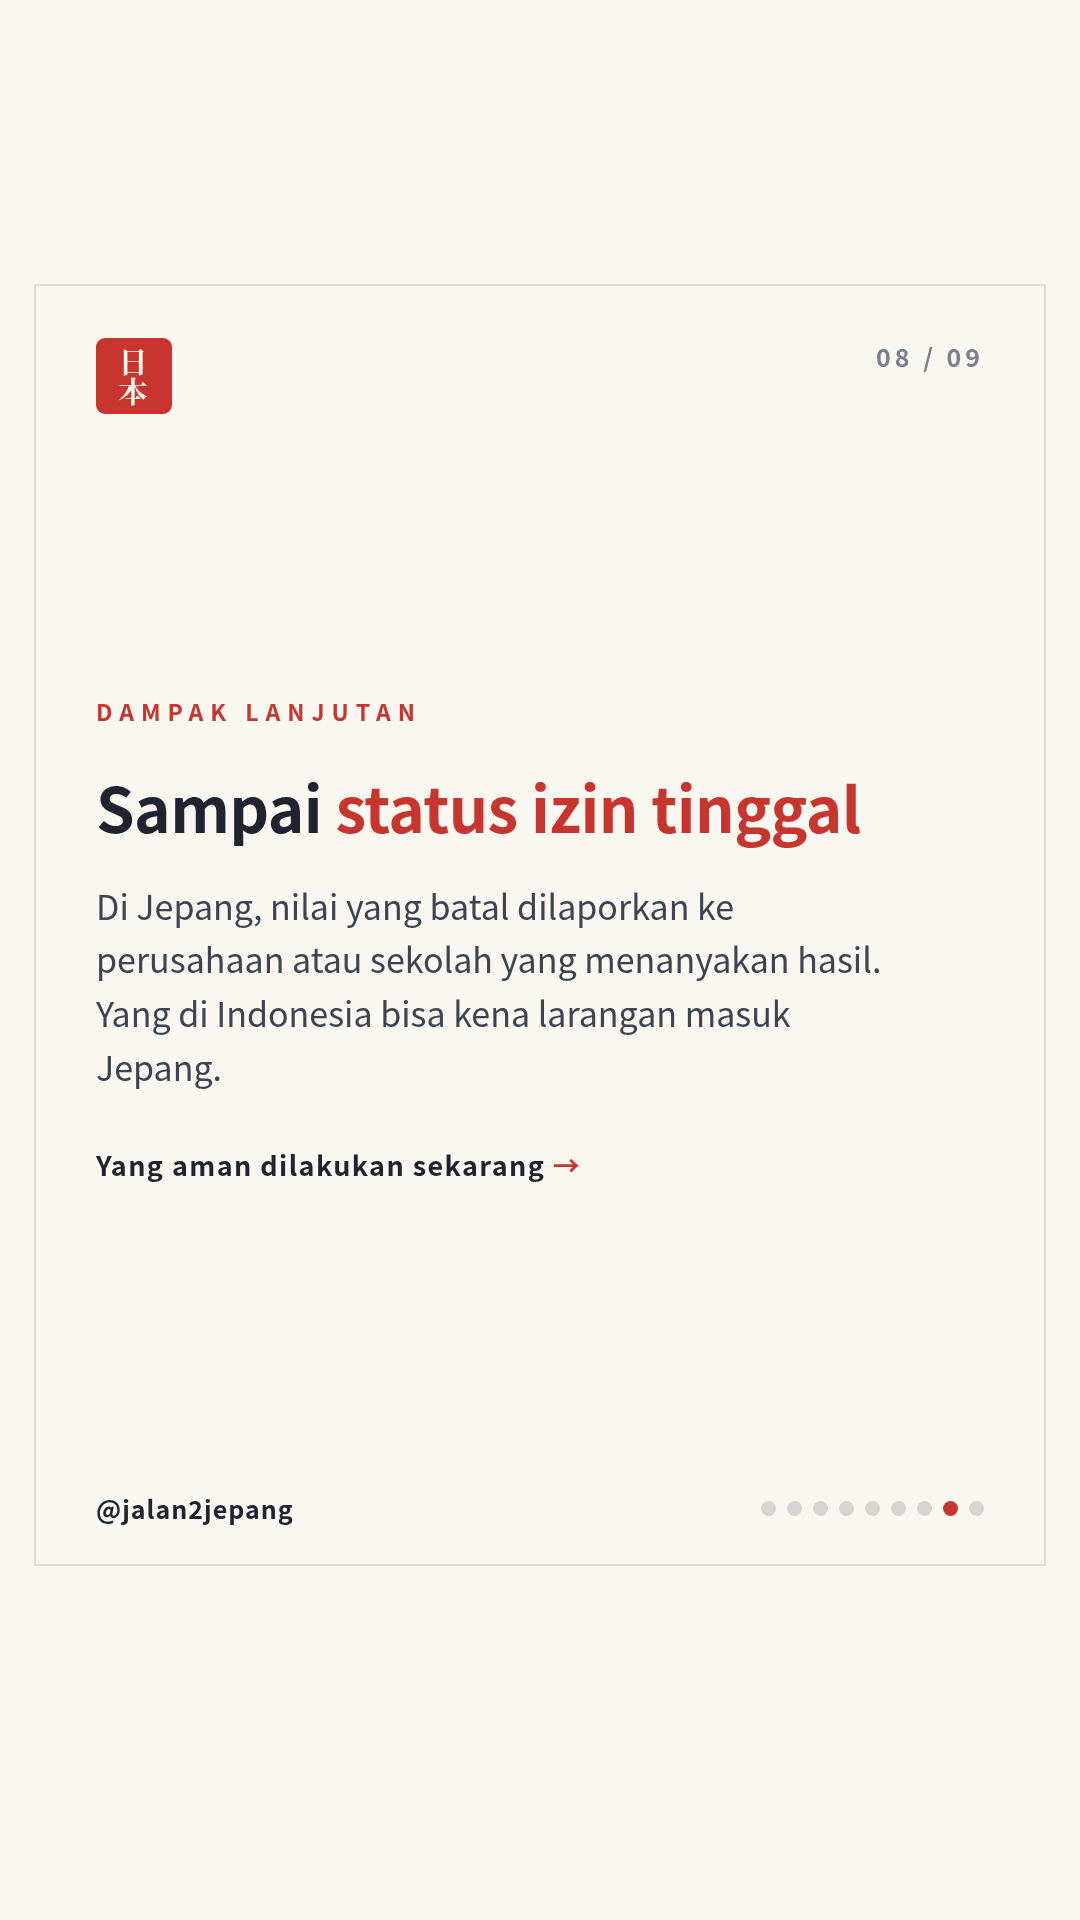 日
本
08 / 09
DAMPAK LANJUTAN
Sampai status izin tinggal
Di Jepang, nilai yang batal dilaporkan ke
perusahaan atau sekolah yang menanyakan hasil.
Yang di Indonesia bisa kena larangan masuk
Jepang.
Yang aman dilakukan sekarang →
@jalan2jepang